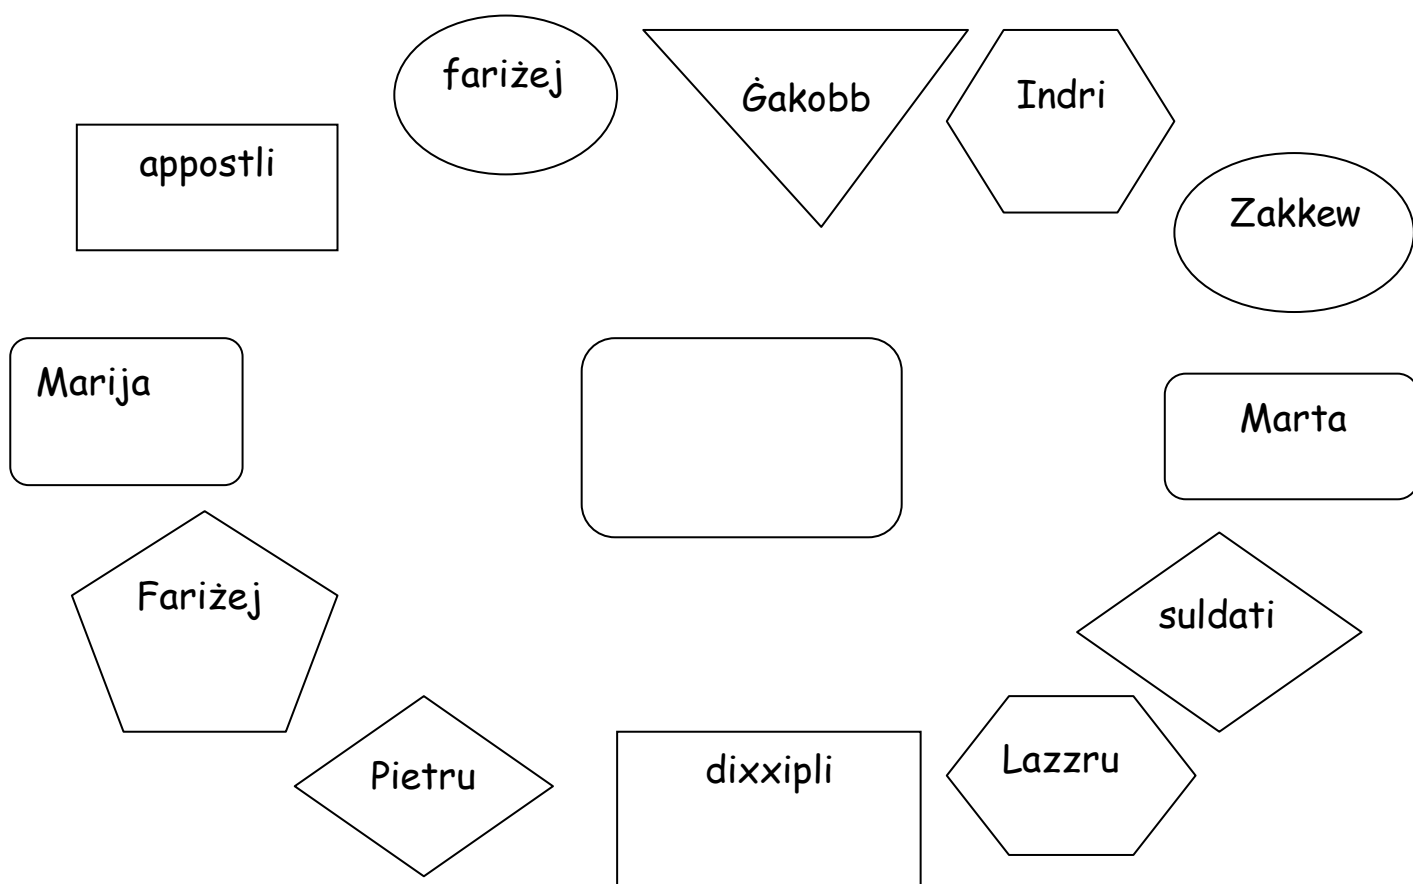 fariżej
Ġakobb
Indri
appostli
Zakkew
Marija
Marta
Fariżej
suldati
Pietru
dixxipli
Lazzru